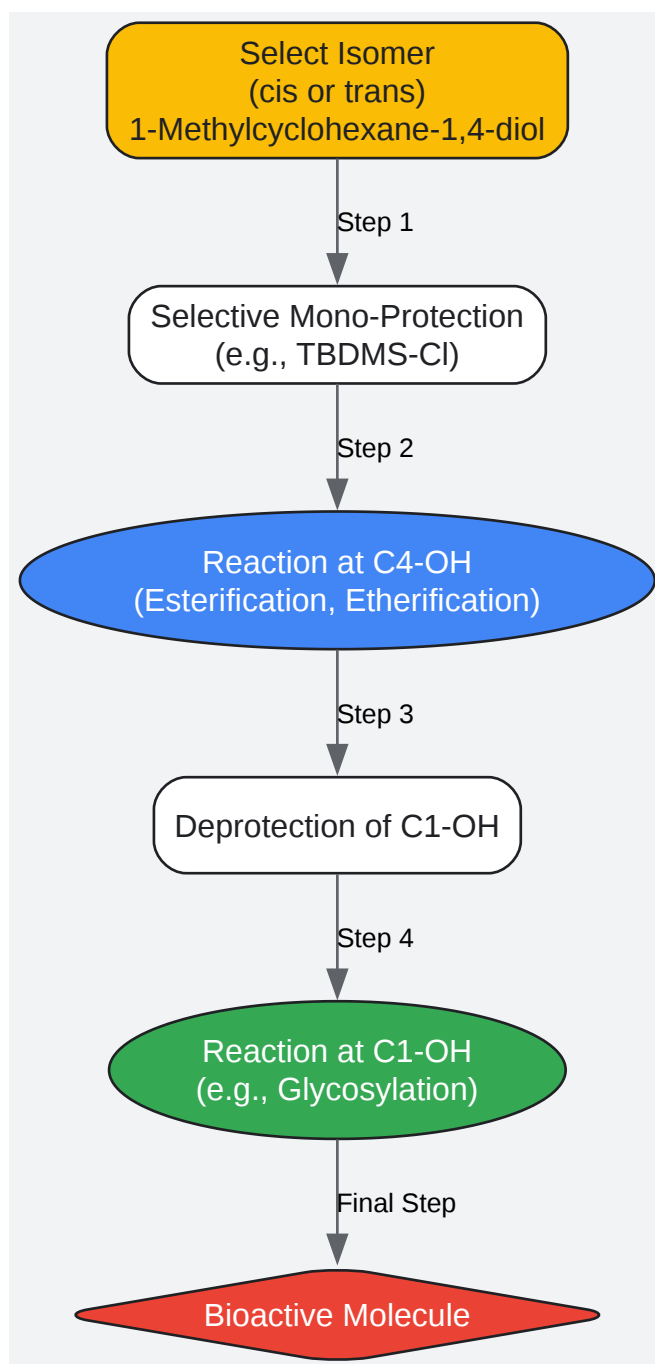 Select Isomer
(cis or trans)
1-Methylcyclohexane-1,4-diol
Step 1
Selective Mono-Protection
(e.g., TBDMS-Cl)
Step 2
Reaction at C4-OH
(Esterification, Etherification)
Step 3
Deprotection of C1-OH
Step 4
Reaction at C1-OH
(e.g., Glycosylation)
Final Step
Bioactive Molecule